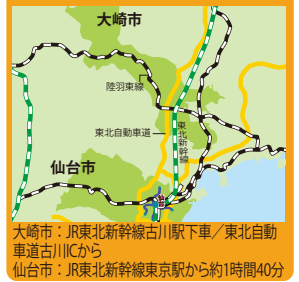 大崎市
陸羽東線
東北自動車道
東北新幹線
仙台市
仙台
大崎市：JR東北新幹線古川駅下車／東北自動
車道古川ICから
仙台市：JR東北新幹線東京駅から約1時間40分